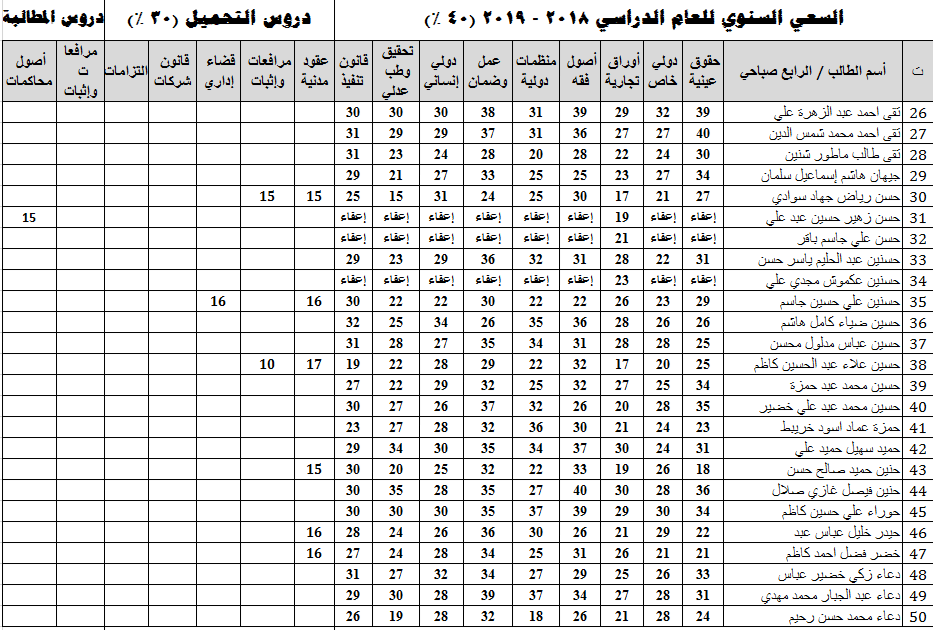 السعي السنوي للعام الدراسي ٢٠١٨ - ٢٠١٩ (٤٠ ٪) دروس التحميل (٣٠ ٪) دروس المطالبة
ت أسم الطالب / الرابع صباحي حقوق عينية دولي خاص أوراق تجارية أصول فقه منظمات دولية عمل وضمان دولي إنساني تحقيق وطب عدلي قانون تنفيذ عقود مدنية مرافعات وإثبات قضاء إداري قانون شركات التزامات مرافعات وإثبات أصول محاكمات
26 تقى احمد عبد الزهرة علي 39 32 29 39 31 38 30 30 30
27 تقى احمد محمد شمس الدين 40 27 27 36 31 37 29 29 31
28 تقى طالب ماطور شنين 30 24 22 28 20 28 24 23 31
29 جيهان هاشم إسماعيل سلمان 34 27 23 25 25 33 27 21 29
30 حسن رياض جهاد سوادي 27 21 17 30 25 24 31 15 25 15 15
31 حسن زهير حسين عبد علي إعفاء إعفاء 19 إعفاء إعفاء إعفاء إعفاء إعفاء إعفاء 15
32 حسن علي جاسم باقر إعفاء إعفاء 21 إعفاء إعفاء إعفاء إعفاء إعفاء إعفاء
33 حسنين عبد الحليم ياسر حسن 31 22 28 31 32 36 29 23 29
34 حسنين عكموش مجدي علي إعفاء إعفاء 23 إعفاء إعفاء إعفاء إعفاء إعفاء إعفاء
35 حسنين علي حسين جاسم 29 23 26 22 22 30 22 22 30 16 16
36 حسين ضياء كامل هاشم 26 26 28 36 35 26 34 25 32
37 حسين عباس مدلول محسن 25 28 28 31 34 35 27 28 31
38 حسين علاء عبد الحسين كاظم 25 20 17 32 22 29 28 22 19 17 10
39 حسين محمد عبد حمزة 34 25 27 32 25 32 29 22 27
40 حسين محمد عبد علي خضير 35 28 20 26 32 37 26 27 30
41 حمزة عماد اسود خريبط 23 24 21 30 36 32 28 27 23
42 حميد سهيل حميد علي 31 24 30 37 34 35 30 34 29
43 حنين حميد صالح حسن 18 26 19 33 22 32 25 20 30 15
44 حنين فيصل غازي صلال 36 28 30 40 27 35 28 35 30
45 حوراء علي حسين كاظم 34 30 29 39 37 35 30 30 30
46 حيدر خليل عباس عبد 22 29 21 26 36 30 26 24 28 16
47 خضر فضل احمد كاظم 21 21 26 31 25 34 28 24 27 16
48 دعاء زكي خضير عباس 33 26 25 29 27 34 32 27 31
49 دعاء عبد الجبار محمد مهدي 31 28 27 34 37 39 28 30 29
50 دعاء محمد حسن رحيم 24 28 21 26 18 32 28 19 26